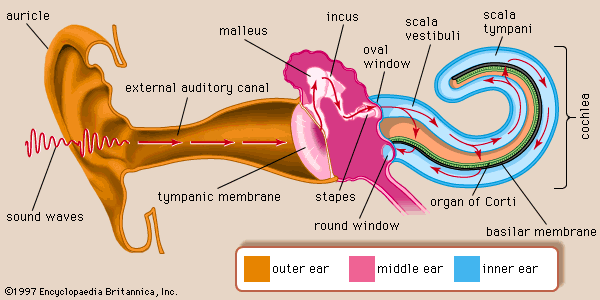 auricle
malleus
incus
oval
window
scala
vestibuli
scala
tympani
external auditory canal
cochlea
sound waves
tympanic membrane
stapes
round window
organ of Corti
basilar membrane
outer ear
middle ear
inner ear
©1997 Encyclopaedia Britannica, Inc.